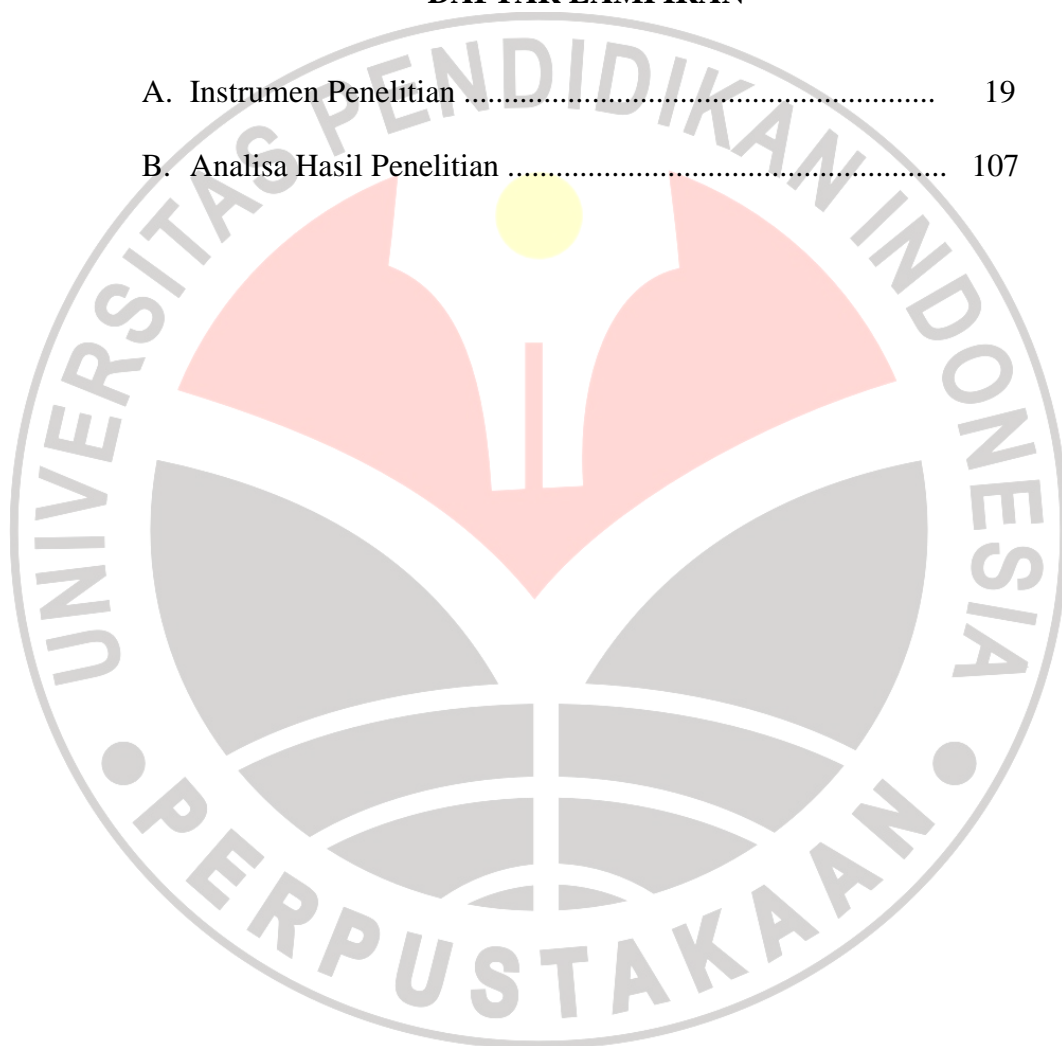 DAFTAR LAMPIRAN
A. Instrumen Penelitian .......................................................... 19
B. Analisa Hasil Penelitian ...................................................... 107
UNIVERSITAS PENDIDIKAN INDONESIA
PERPUSTAKAAN